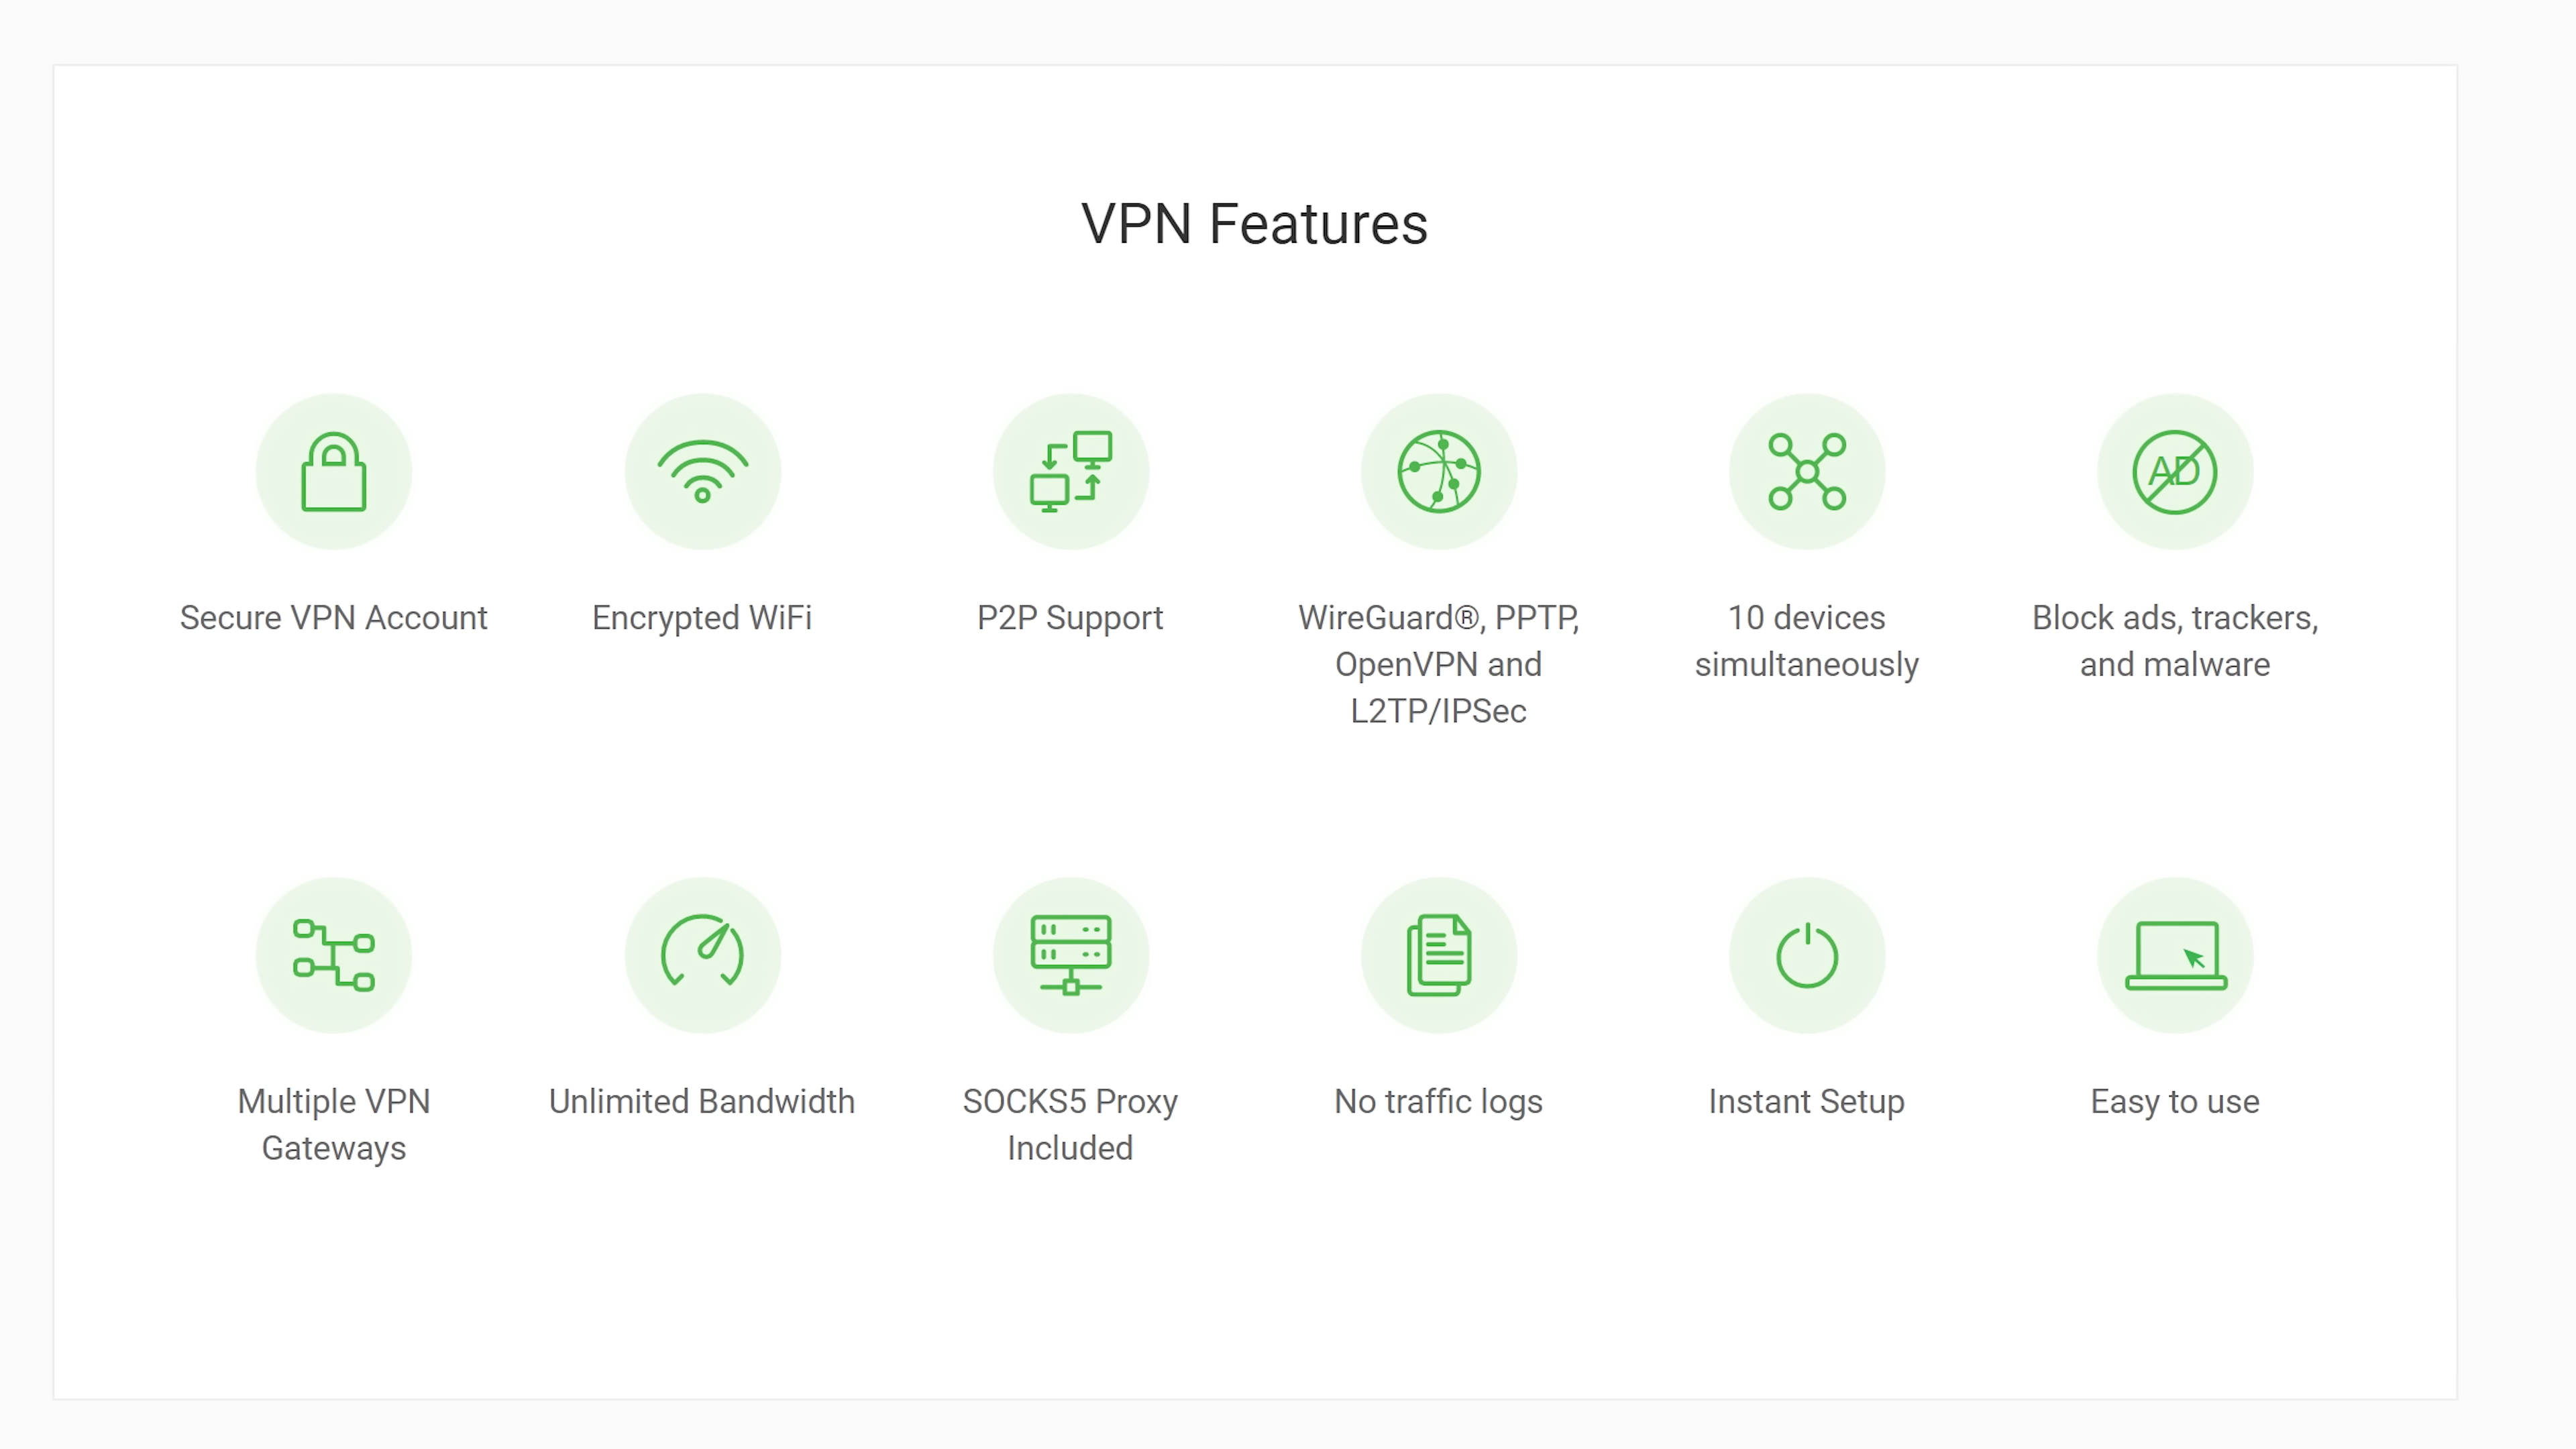 VPN Features
Secure VPN Account
Encrypted WiFi
P2P Support
WireGuard®, PPTP,
OpenVPN and
L2TP/IPSec
10 devices
simultaneously
AD
Block ads, trackers,
and malware
Multiple VPN
Gateways
Unlimited Bandwidth
SOCKS5 Proxy
Included
No traffic logs
Instant Setup
Easy to use